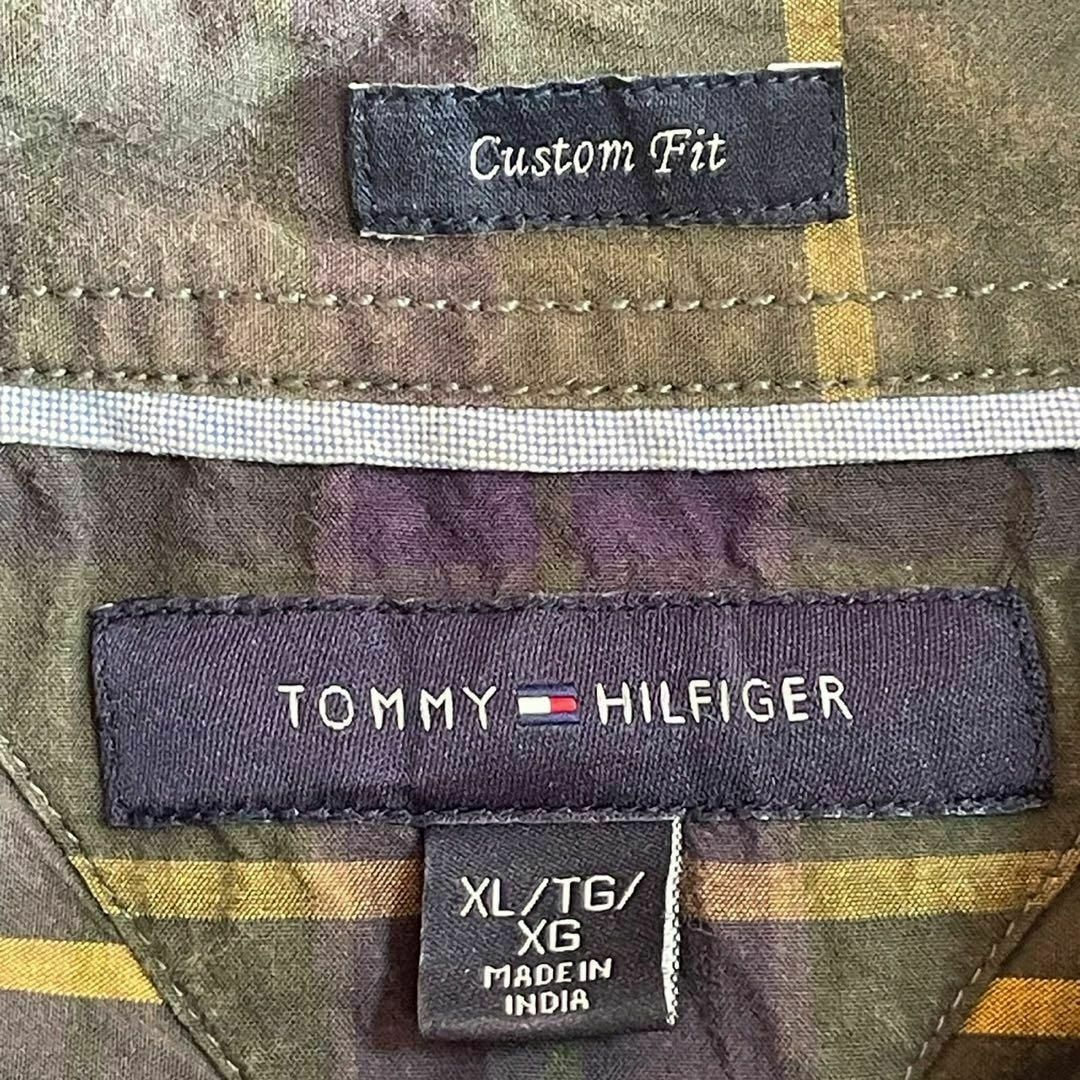 Custom Fit
TOMMY HILFIGER
XL/TG/
XG
MADE IN
INDIA